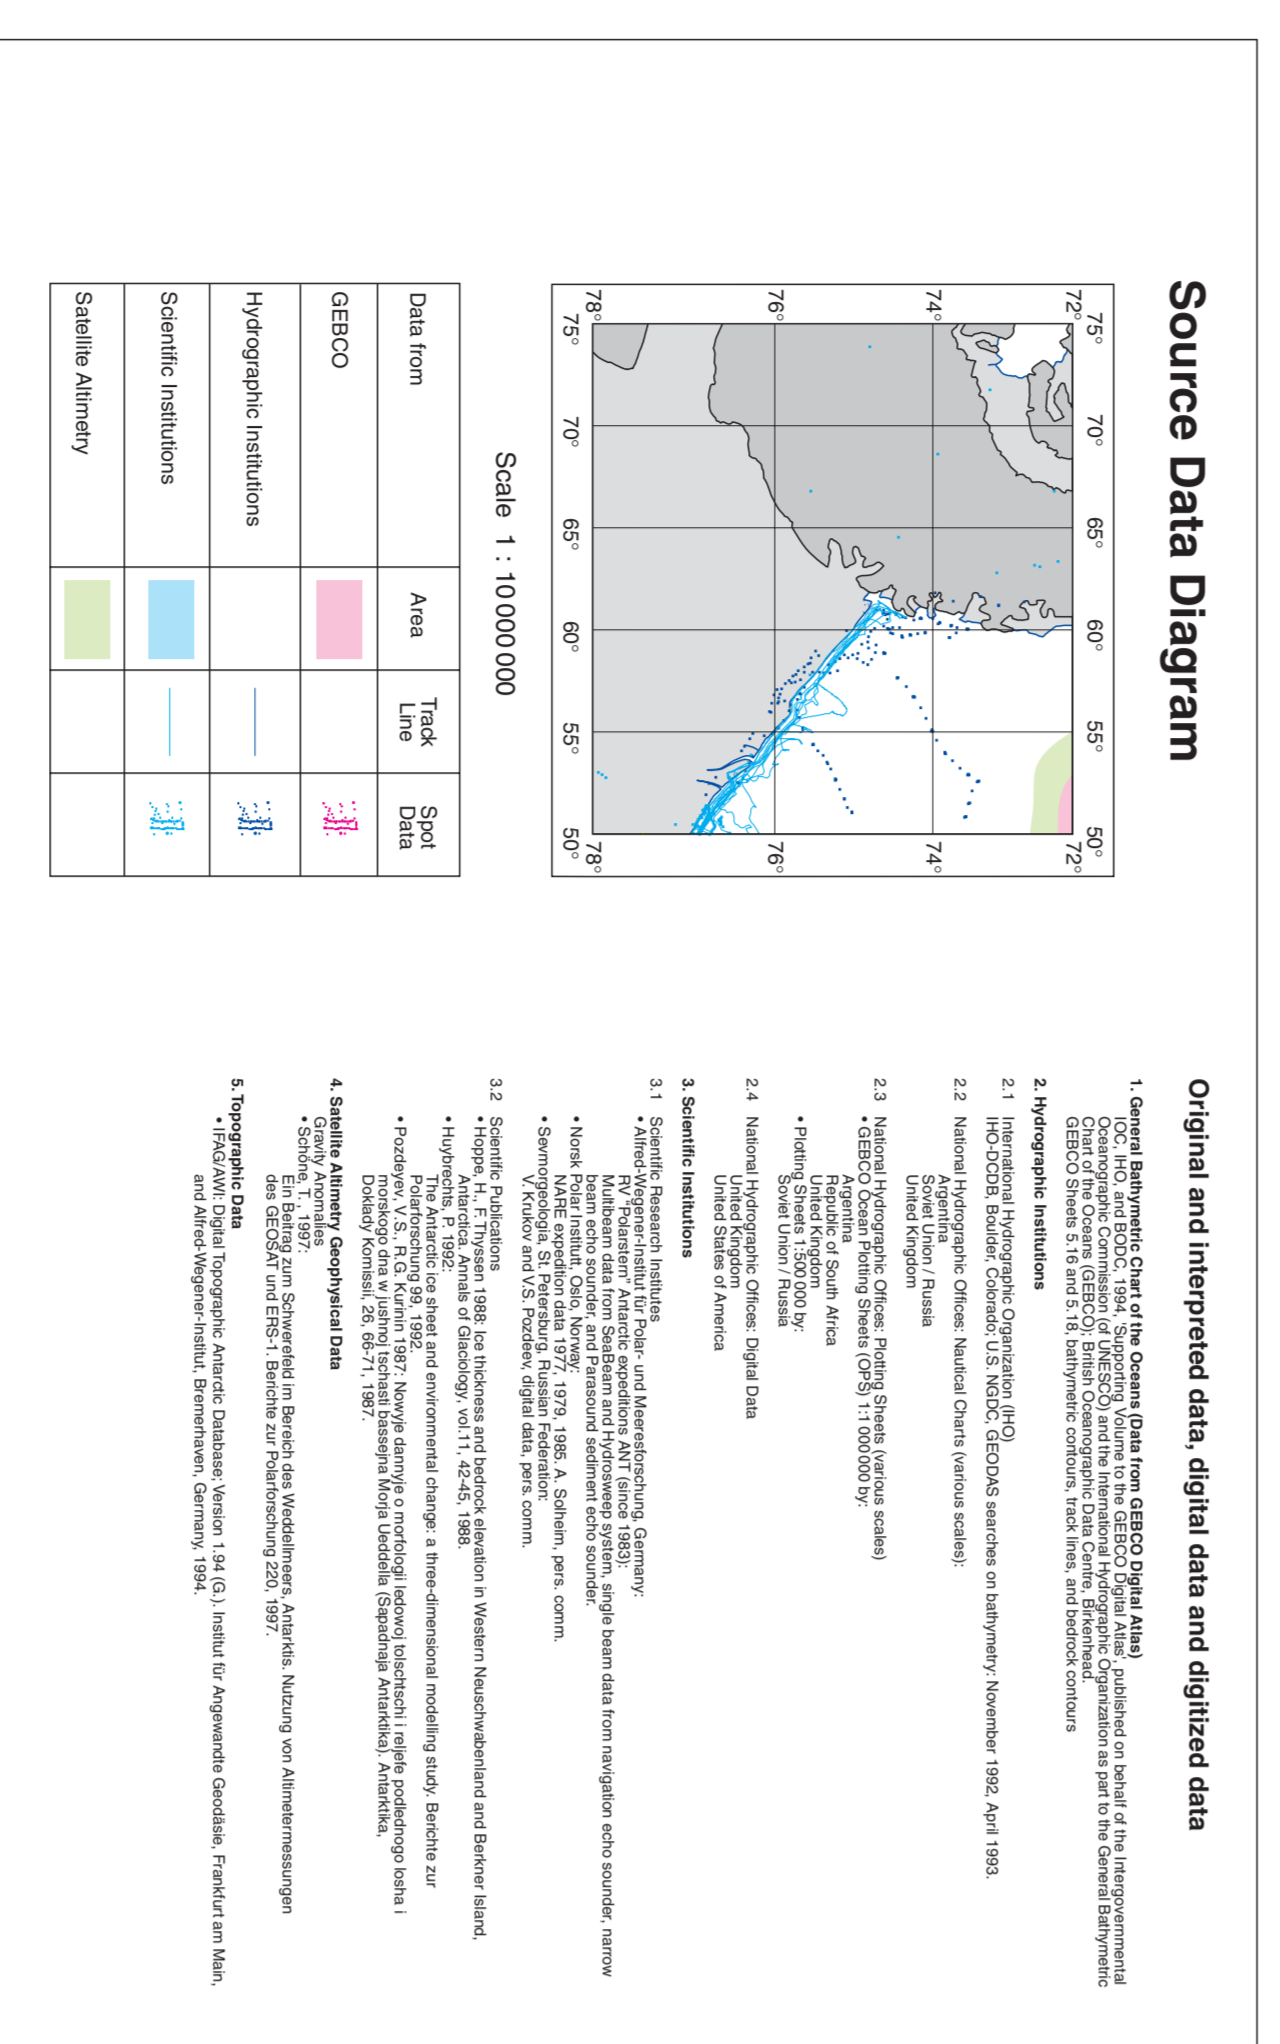 Source Data Diagram
75° 70° 65° 60° 55° 50°
72° 72°
74° 74°
76° 76°
78° 78°
75° 70° 65° 60° 55° 50°
Scale 1 : 10 000 000
Data from Area Track Line Spot Data
GEBCO
Hydrographic Institutions
Scientific Institutions
Satellite Altimetry
Original and interpreted data, digital data and digitized data
1. General Bathymetric Chart of the Oceans (Data from GEBCO Digital Atlas)
IOC, IHO, and BODC, 1994, 'Supporting Volume to the GEBCO Digital Atlas', published on behalf of the Intergovernmental
Oceanographic Commission (of UNESCO) and the International Hydrographic Organization as part to the General Bathymetric
Chart of the Oceans (GEBCO); British Oceanographic Data Centre, Birkenhead.
GEBCO Sheets 5.16 and 5.18, bathymetric contours, track lines, and bedrock contours
2. Hydrographic Institutions
2.1 International Hydrographic Organization (IHO)
IHO-DCDB, Boulder, Colorado; U.S. NGDC, GEODAS searches on bathymetry: November 1992, April 1993.
2.2 National Hydrographic Offices: Nautical Charts (various scales):
Argentina
Soviet Union / Russia
United Kingdom
2.3 National Hydrographic Offices: Plotting Sheets (various scales)
• GEBCO Ocean Plotting Sheets (OPS) 1:1 000 000 by:
Argentina
Republic of South Africa
United Kingdom
• Plotting Sheets 1:500 000 by:
Soviet Union / Russia
2.4 National Hydrographic Offices: Digital Data
United Kingdom
United States of America
3. Scientific Institutions
3.1 Scientific Research Institutes
• Alfred-Wegener-Institut für Polar- und Meeresforschung, Germany:
RV "Polarstern" Antarctic expeditions ANT (since 1983):
Multibeam data from SeaBeam and Hydrosweep system, single beam data from navigation echo sounder, narrow
beam echo sounder, and Parasound sediment echo sounder.
• Norsk Polar Institutt, Oslo, Norway:
NARE expedition data 1977, 1979, 1985. A. Solheim, pers. comm.
• Sevmorgeologia, St. Petersburg, Russian Federation:
V. Krukov and V.S. Pozdeev, digital data, pers. comm.
3.2 Scientific Publications
• Hoppe, H., F. Thyssen 1988: Ice thickness and bedrock elevation in Western Neuschwabenland and Berkner Island,
Antarctica. Annals of Glaciology, vol.11, 42-45, 1988.
• Huybrechts, P. 1992:
The Antarctic ice sheet and environmental change: a three-dimensional modelling study. Berichte zur
Polarforschung 99, 1992.
• Pozdeyev, V.S., R.G. Kurinin 1987: Nowyje dannyje o morfologii ledowoj tolschtschi i reljefe podlednogo losha i
morskogo dna w jushnoj tschasti bassejna Morja Ueddella (Sapadnaja Antarktika). Antarktika,
Doklady Komissii, 26, 66-71, 1987.
4. Satellite Altimetry Geophysical Data
Gravity Anomalies
• Schöne, T., 1997:
Ein Beitrag zum Schwerefeld im Bereich des Weddellmeers, Antarktis. Nutzung von Altimetermessungen
des GEOSAT und ERS-1. Berichte zur Polarforschung 220, 1997.
5. Topographic Data
• IFAG/AWI: Digital Topographic Antarctic Database; Version 1.94 (G.). Institut für Angewandte Geodäsie, Frankfurt am Main,
and Alfred-Wegener-Institut, Bremerhaven, Germany, 1994.